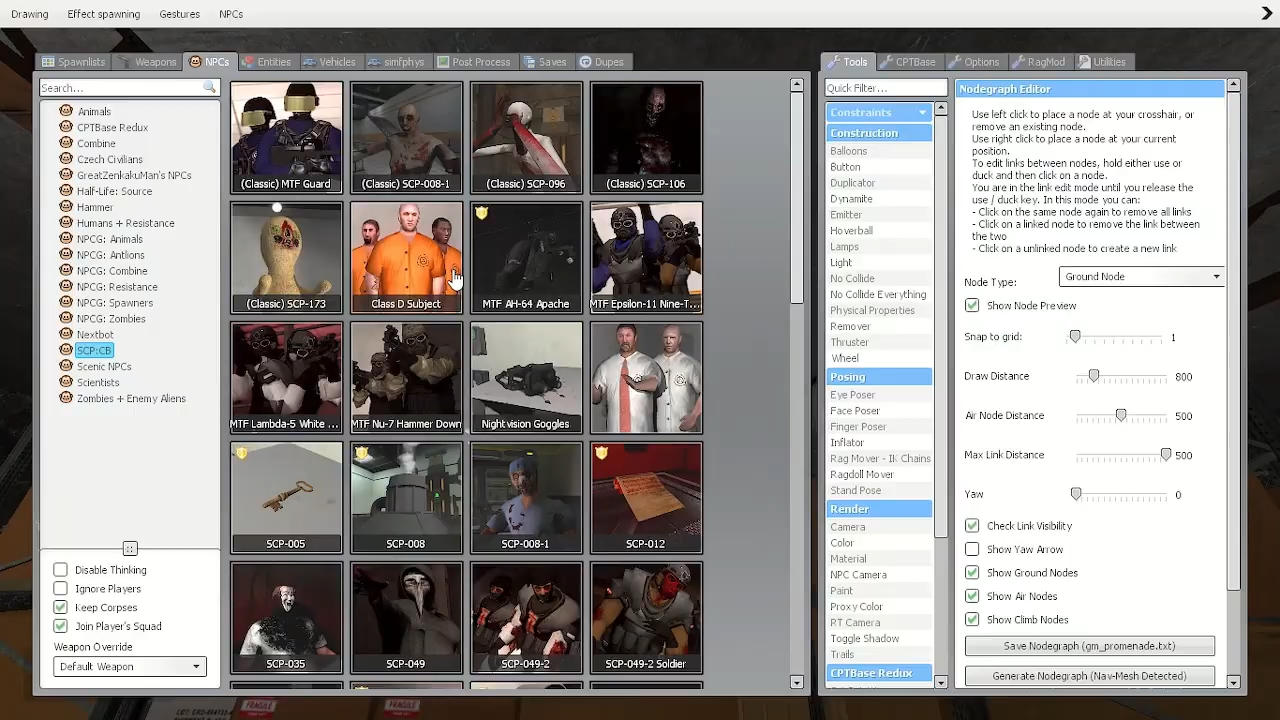 Drawing Effect spawning Gestures NPCs
Spawnlists Weapons NPCs Entities Vehicles simfphys Post Process Saves Dupes
Search...
Animals
CPTBase Redux
Combine
Czech Civilians
GreatZenkakuMan's NPCs
Half-Life: Source
Hammer
Humans + Resistance
NPCG: Animals
NPCG: Antlions
NPCG: Combine
NPCG: Resistance
NPCG: Spawners
NPCG: Zombies
Nextbot
SCP:CB
Scenic NPCs
Scientists
Zombies + Enemy Aliens
Disable Thinking
Ignore Players
Keep Corpses
Join Player's Squad
Weapon Override
Default Weapon
(Classic) MTF Guard (Classic) SCP-008-1 (Classic) SCP-096 (Classic) SCP-106
(Classic) SCP-173 Class D Subject MTF AH-64 Apache MTF Epsilon-11 Nine-T...
MTF Lambda-5 White ... MTF Nu-7 Hammer Down Nightvision Goggles
SCP-005 SCP-008 SCP-008-1 SCP-012
SCP-035 SCP-049 SCP-049-2 SCP-049-2 Soldier
Tools CPTBase Options RagMod Utilities
Quick Filter...
Constraints
Construction
Balloons
Button
Duplicator
Dynamite
Emitter
Hoverball
Lamps
Light
No Collide
No Collide Everything
Physical Properties
Remover
Thruster
Wheel
Posing
Eye Poser
Face Poser
Finger Poser
Inflator
Rag Mover - IK Chains
Ragdoll Mover
Stand Pose
Render
Camera
Color
Material
NPC Camera
Paint
Proxy Color
RT Camera
Toggle Shadow
Trails
CPTBase Redux
Nodegraph Editor
Use left click to place a node at your crosshair, or
remove an existing node.
Use right click to place a node at your current
position.
To edit links between nodes, hold either use or
duck and then click on a node.
You are in the link edit mode until you release the
use / duck key. In this mode you can:
- Click on the same node again to remove all links
- Click on a linked node to remove the link between
the two
- Click on a unlinked node to create a new link
Node Type: Ground Node
Show Node Preview
Snap to grid: 1
Draw Distance 800
Air Node Distance 500
Max Link Distance 500
Yaw 0
Check Link Visibility
Show Yaw Arrow
Show Ground Nodes
Show Air Nodes
Show Climb Nodes
Save Nodegraph (gm_promenade.txt)
Generate Nodegraph (Nav-Mesh Detected)
FRAGILE FRAGILE